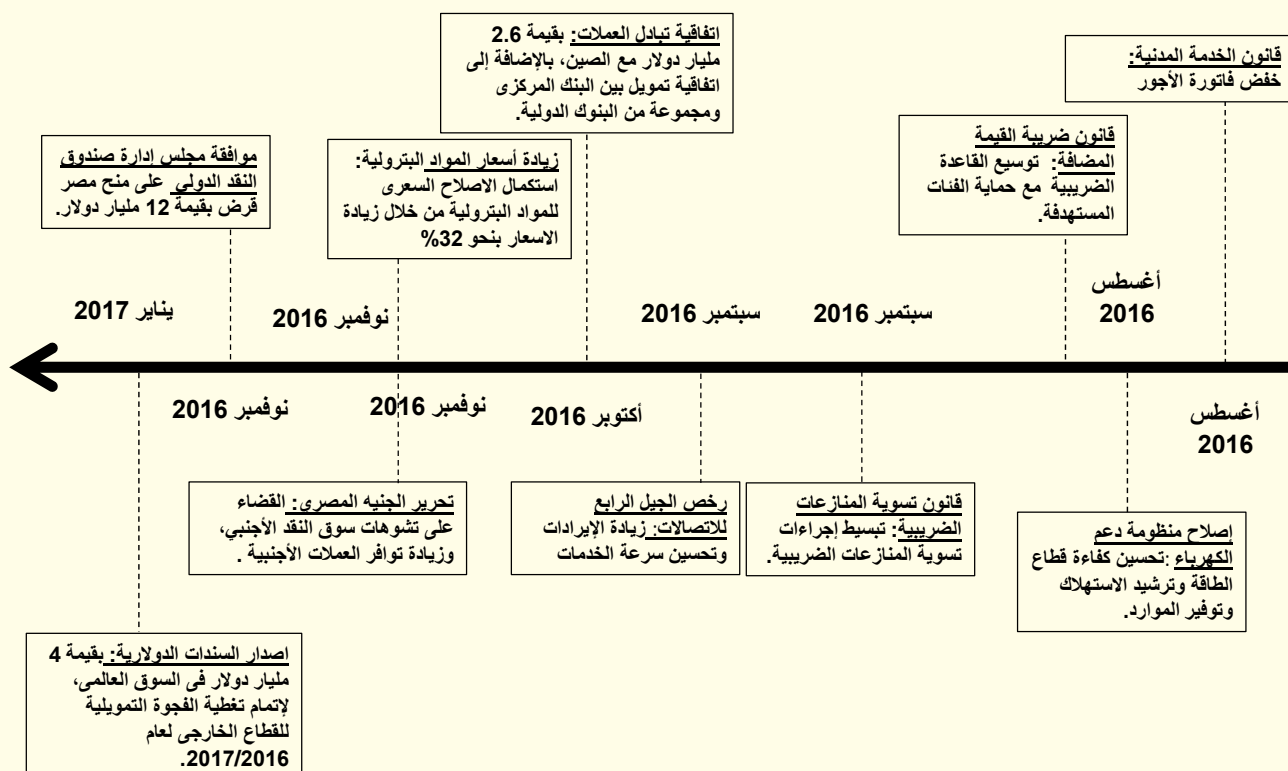 قانون الخدمة المدنية:
خفض فاتورة الأجور
قانون ضريبة القيمة
المضافة: توسيع القاعدة
الضريبية مع حماية الفئات
المستهدفة.
اتفاقية تبادل العملات: بقيمة 2.6
مليار دولار مع الصين، بالإضافة إلى
اتفاقية تمويل بين البنك المركزى
ومجموعة من البنوك الدولية.
زيادة أسعار المواد البترولية:
استكمال الاصلاح السعرى
للمواد البترولية من خلال زيادة
الاسعار بنحو 32%
موافقة مجلس إدارة صندوق
النقد الدولي على منح مصر
قرض بقيمة 12 مليار دولار.
أغسطس
2016
سبتمبر 2016
سبتمبر 2016
نوفمبر 2016
يناير 2017
أغسطس
2016
أكتوبر 2016
نوفمبر 2016
نوفمبر 2016
إصلاح منظومة دعم
الكهرباء :تحسين كفاءة قطاع
الطاقة وترشيد الاستهلاك
وتوفير الموارد.
قانون تسوية المنازعات
الضريبية: تبسيط إجراءات
تسوية المنازعات الضريبية.
رخص الجيل الرابع
للاتصالات: زيادة الإيرادات
وتحسين سرعة الخدمات
تحرير الجنيه المصري: القضاء
على تشوهات سوق النقد الأجنبي،
وزيادة توافر العملات الأجنبية .
اصدار السندات الدولارية: بقيمة 4
مليار دولار فى السوق العالمى،
لإتمام تغطية الفجوة التمويلية
للقطاع الخارجى لعام
2017/2016.